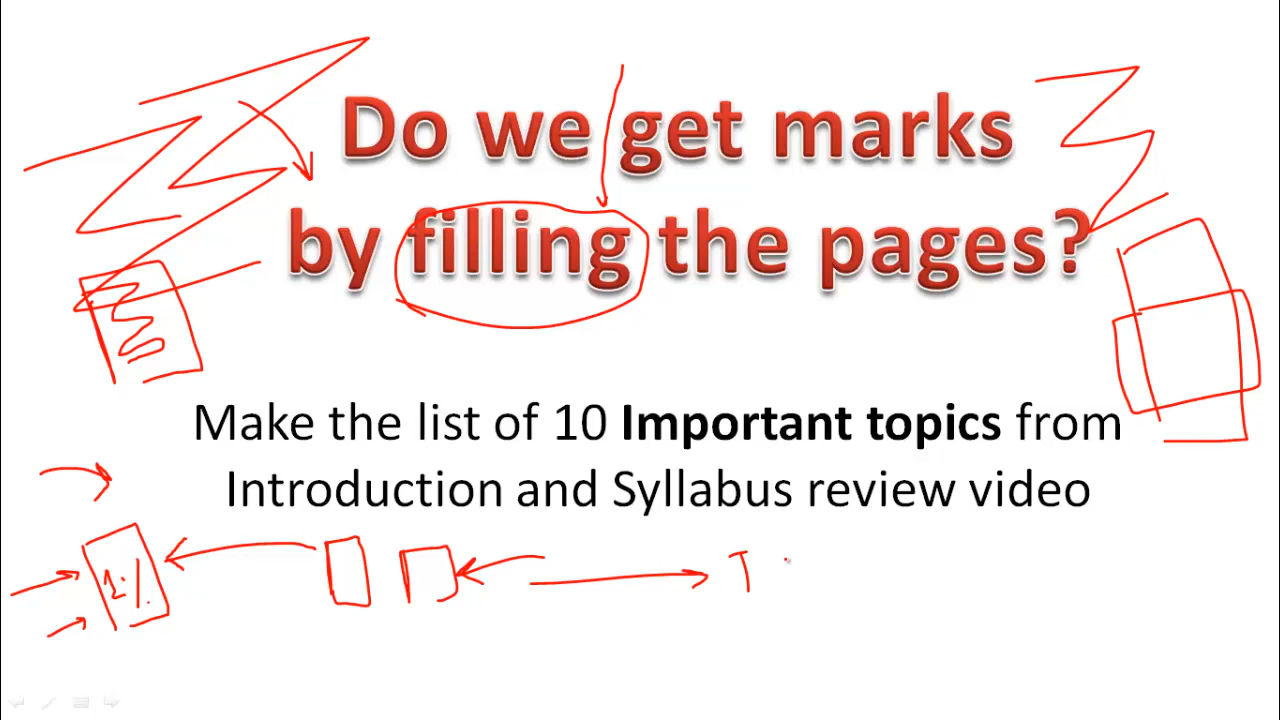 Do we get marks
by filling the pages?
Make the list of 10 Important topics from
Introduction and Syllabus review video
T